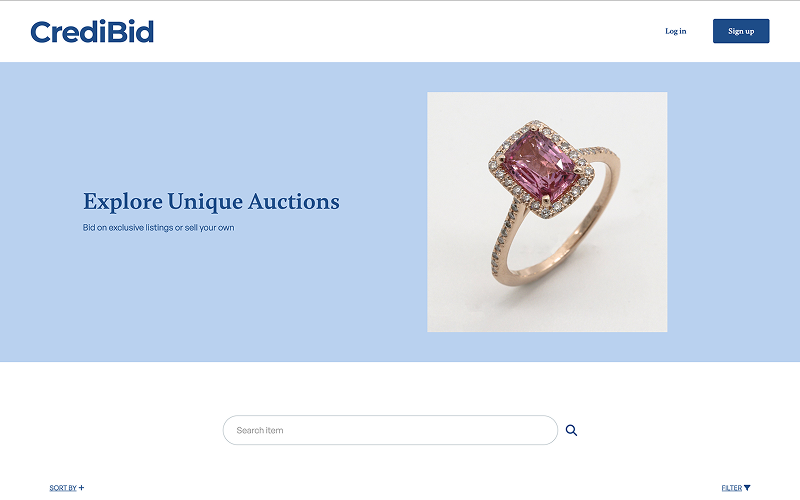 CrediBid
Log in
Sign up
Explore Unique Auctions
Bid on exclusive listings or sell your own
Search item
SORT BY +
FILTER